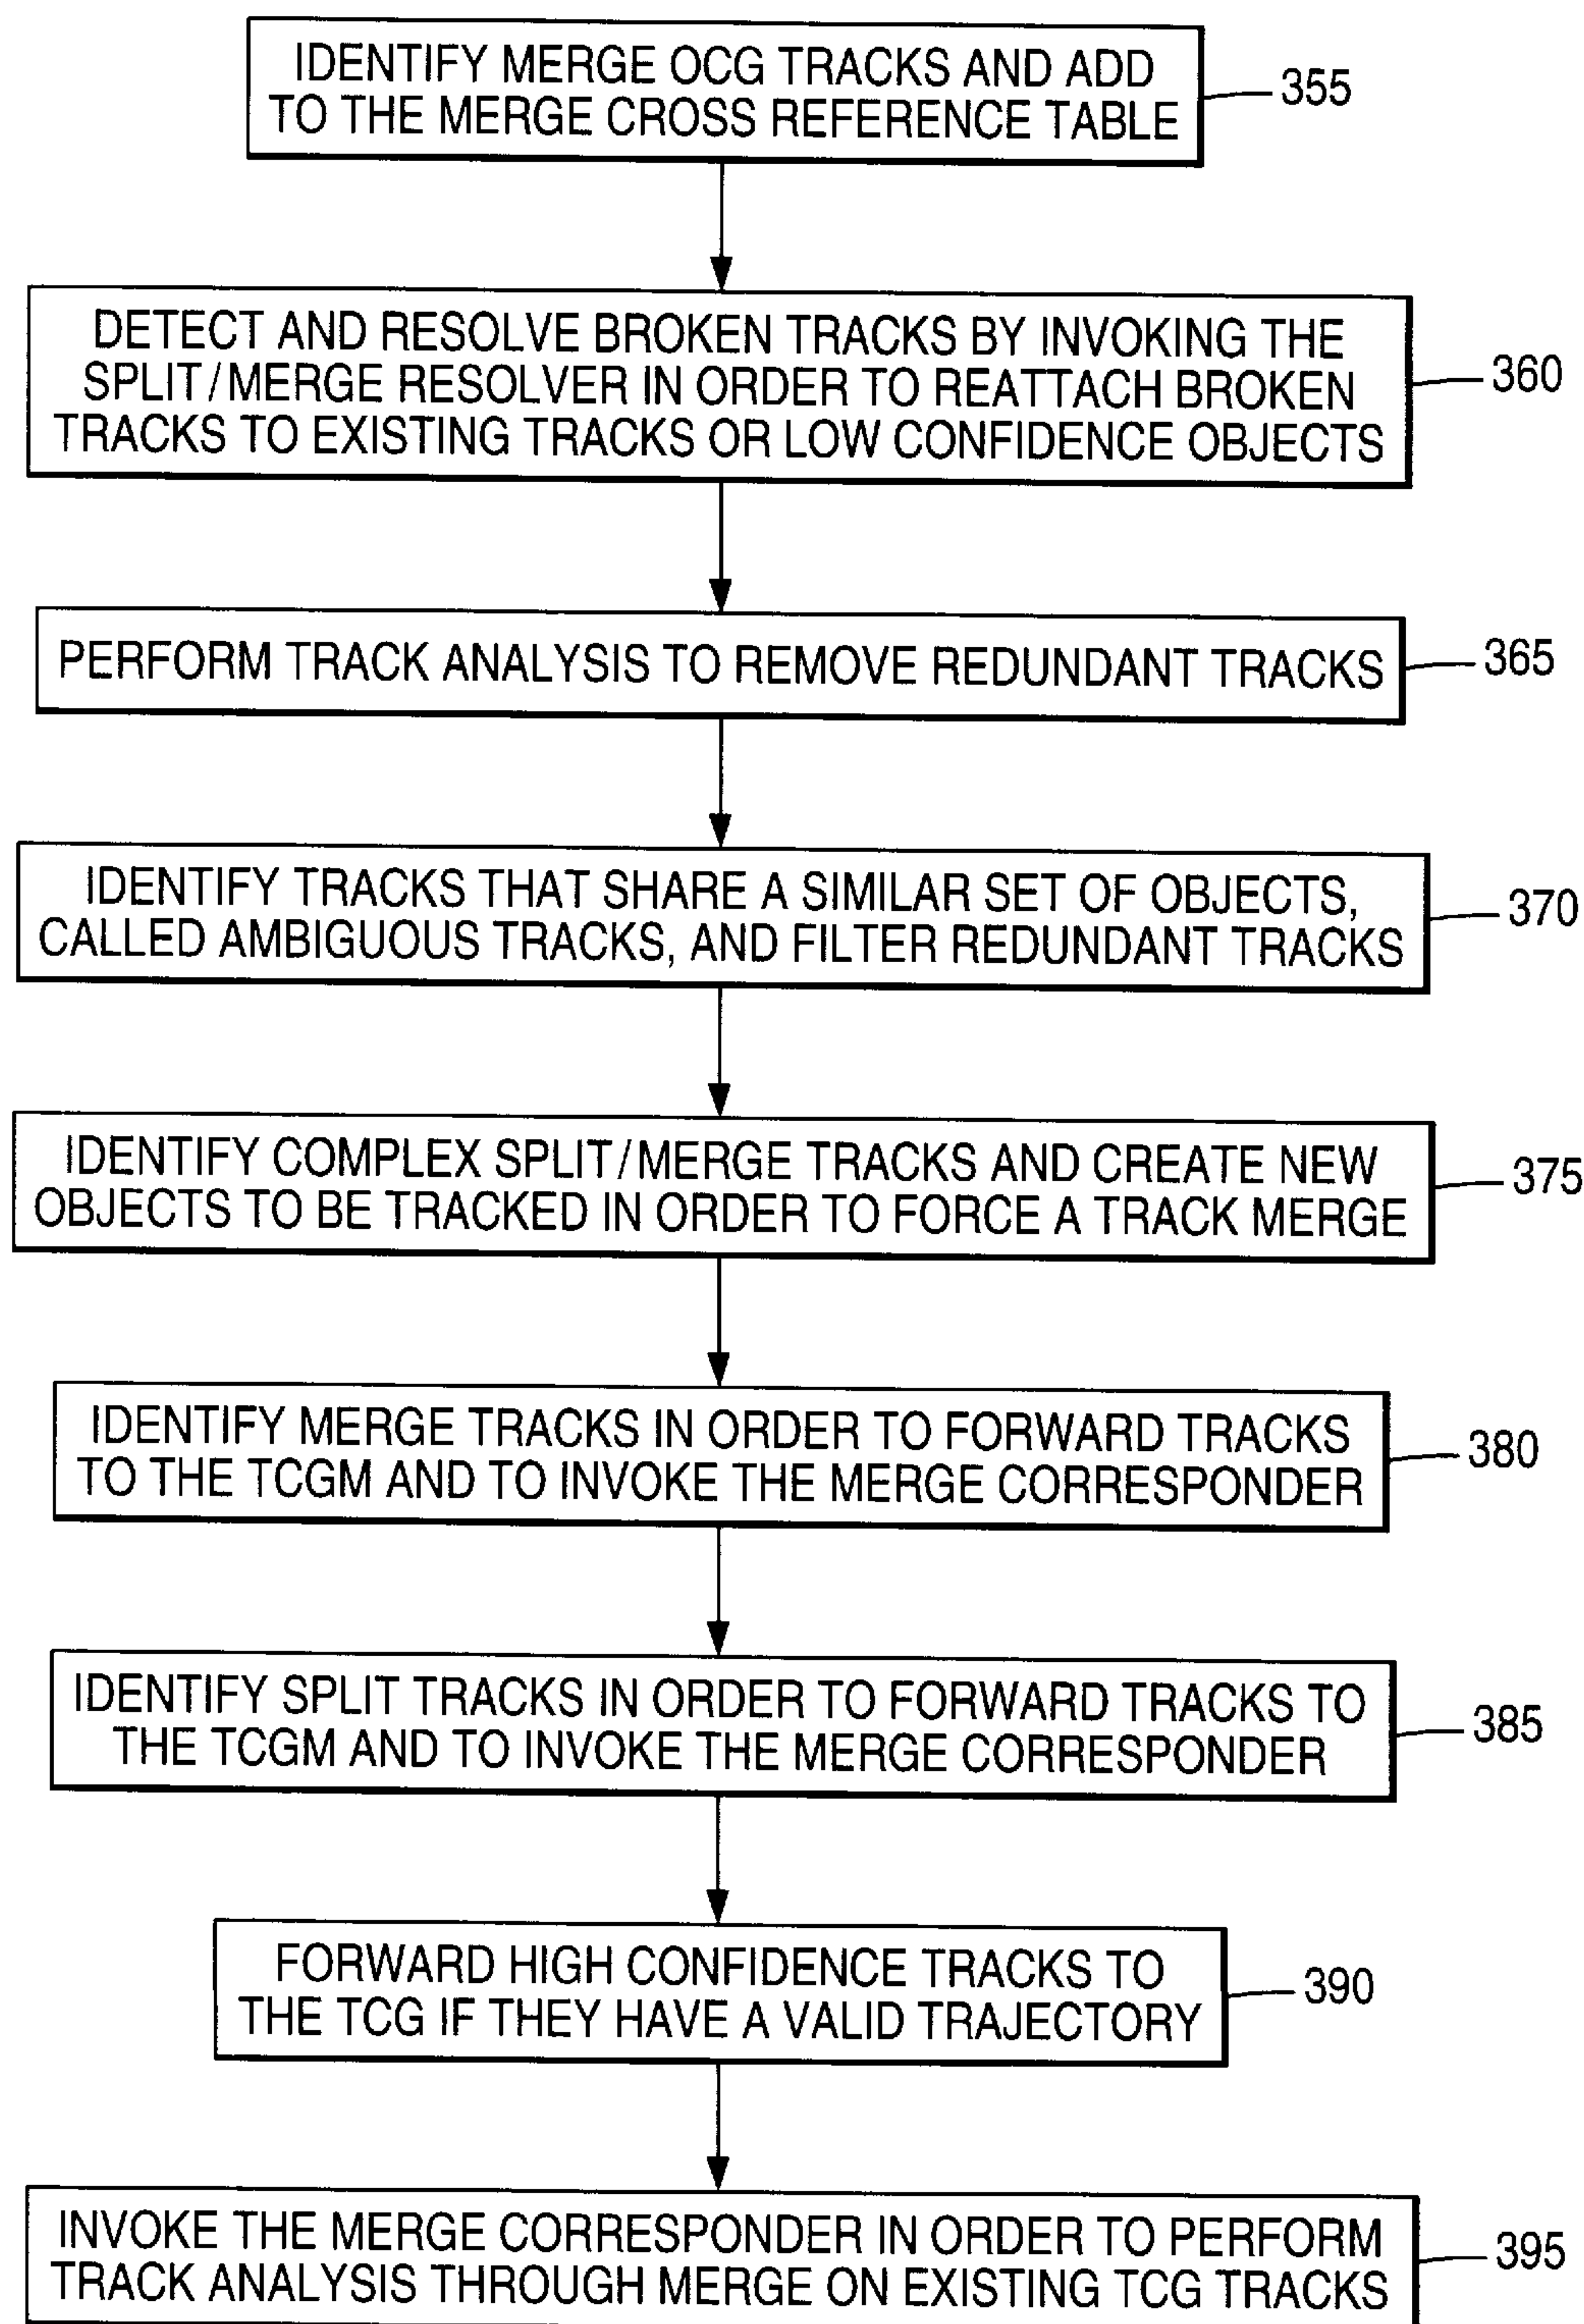 IDENTIFY MERGE OCG TRACKS AND ADD
TO THE MERGE CROSS REFERENCE TABLE
355
DETECT AND RESOLVE BROKEN TRACKS BY INVOKING THE
SPLIT/MERGE RESOLVER IN ORDER TO REATTACH BROKEN
TRACKS TO EXISTING TRACKS OR LOW CONFIDENCE OBJECTS
360
PERFORM TRACK ANALYSIS TO REMOVE REDUNDANT TRACKS
365
IDENTIFY TRACKS THAT SHARE A SIMILAR SET OF OBJECTS,
CALLED AMBIGUOUS TRACKS, AND FILTER REDUNDANT TRACKS
370
IDENTIFY COMPLEX SPLIT/MERGE TRACKS AND CREATE NEW
OBJECTS TO BE TRACKED IN ORDER TO FORCE A TRACK MERGE
375
IDENTIFY MERGE TRACKS IN ORDER TO FORWARD TRACKS
TO THE TCGM AND TO INVOKE THE MERGE CORRESPONDER
380
IDENTIFY SPLIT TRACKS IN ORDER TO FORWARD TRACKS TO
THE TCGM AND TO INVOKE THE MERGE CORRESPONDER
385
FORWARD HIGH CONFIDENCE TRACKS TO
THE TCG IF THEY HAVE A VALID TRAJECTORY
390
INVOKE THE MERGE CORRESPONDER IN ORDER TO PERFORM
TRACK ANALYSIS THROUGH MERGE ON EXISTING TCG TRACKS
395